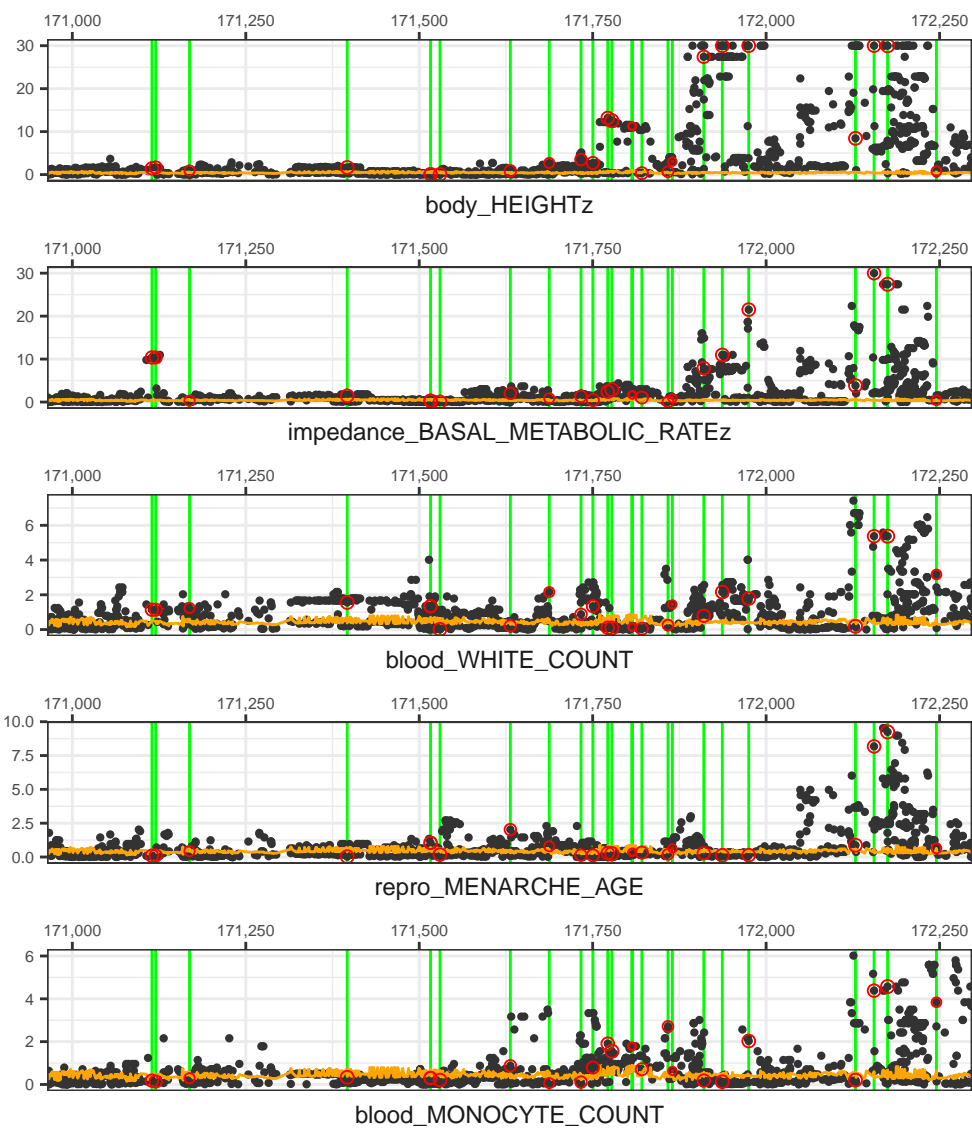 171,000 171,250 171,500 171,750 172,000 172,250
30
20
10
0
body_HEIGHTz
171,000 171,250 171,500 171,750 172,000 172,250
30
20
10
0
impedance_BASAL_METABOLIC_RATEz
171,000 171,250 171,500 171,750 172,000 172,250
6
4
2
0
blood_WHITE_COUNT
171,000 171,250 171,500 171,750 172,000 172,250
10.0
7.5
5.0
2.5
0.0
repro_MENARCHE_AGE
171,000 171,250 171,500 171,750 172,000 172,250
6
4
2
0
blood_MONOCYTE_COUNT